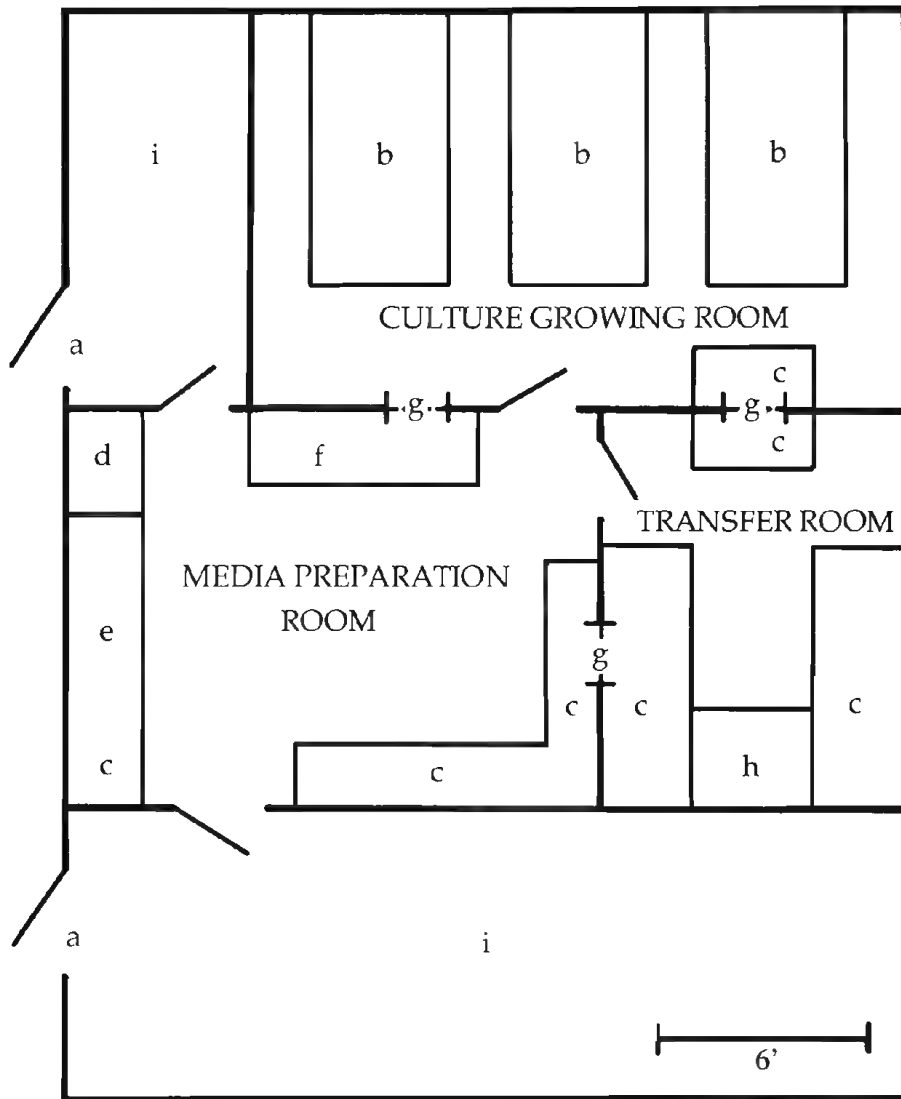 i
b b b
CULTURE GROWING ROOM
a
c
g g
c
d f
TRANSFER ROOM
MEDIA PREPARATION
ROOM
e
g
c c c
c c
h
a i
6'